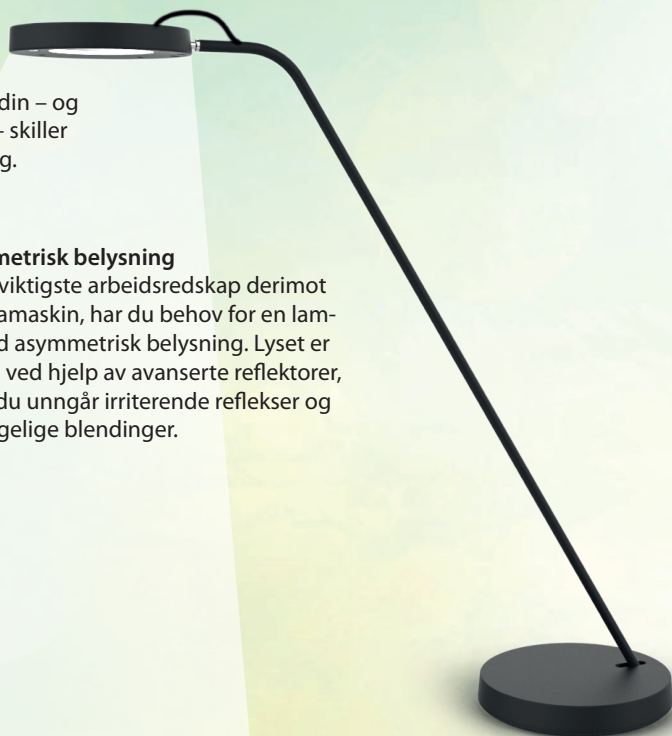 din – og
– skiller
g.
metrisk belysning
viktigste arbeidsredskap derimot
amaskin, har du behov for en lam-
d asymmetrisk belysning. Lyset er
ved hjelp av avanserte reflektorer,
du unngår irriterende reflekser og
gelige blendinger.